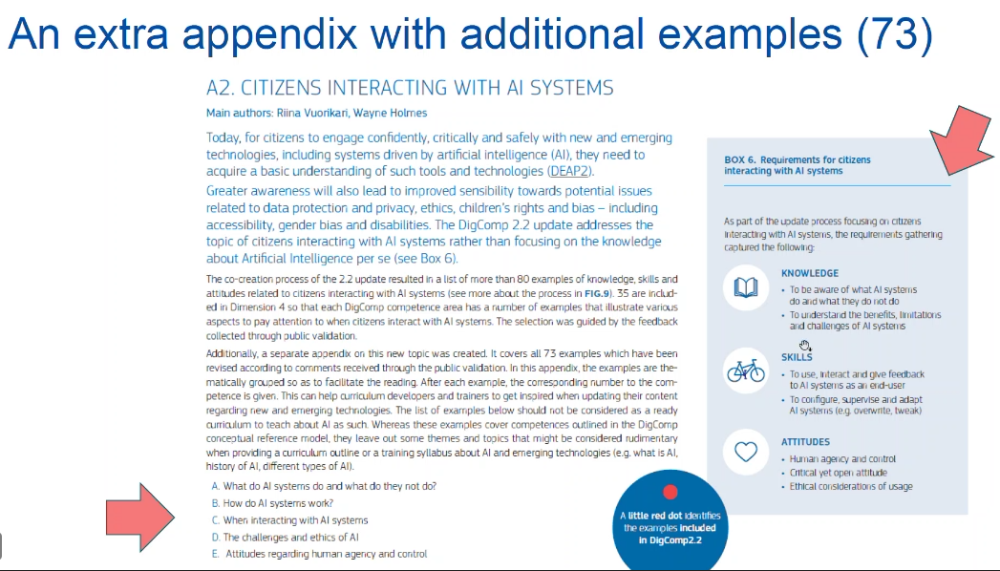 An extra appendix with additional examples (73)
A2. CITIZENS INTERACTING WITH AI SYSTEMS
Main authors: Riina Vuorikari, Wayne Holmes
Today, for citizens to engage confidently, critically and safely with new and emerging
technologies, including systems driven by artificial intelligence (AI), they need to
acquire a basic understanding of such tools and technologies (DEAP2).
Greater awareness will also lead to improved sensibility towards potential issues
related to data protection and privacy, ethics, children's rights and bias – including
accessibility, gender bias and disabilities. The DigComp 2.2 update addresses the
topic of citizens interacting with AI systems rather than focusing on the knowledge
about Artificial Intelligence per se (see Box 6).
The co-creation process of the 2.2 update resulted in a list of more than 80 examples of knowledge, skills and
attitudes related to citizens interacting with AI systems (see more about the process in FIG.9). 35 are includ-
ed in Dimension 4 so that each DigComp competence area has a number of examples that illustrate various
aspects to pay attention to when citizens interact with AI systems. The selection was guided by the feedback
collected through public validation.
Additionally, a separate appendix on this new topic was created. It covers all 73 examples which have been
revised according to comments received through the public validation. In this appendix, the examples are the-
matically grouped so as to facilitate the reading. After each example, the corresponding number to the com-
petence is given. This can help curriculum developers and trainers to get inspired when updating their content
regarding new and emerging technologies. The list of examples below should not be considered as a ready
curriculum to teach about AI as such. Whereas these examples cover competences outlined in the DigComp
conceptual reference model, they leave out some themes and topics that might be considered rudimentary
when providing a curriculum outline or a training syllabus about AI and emerging technologies (e.g. what is AI,
history of AI, different types of AI).
A. What do AI systems do and what do they not do?
B. How do AI systems work?
C. When interacting with AI systems
D. The challenges and ethics of AI
E. Attitudes regarding human agency and control
A little red dot identifies
the examples included
in DigComp2.2
BOX 6. Requirements for citizens
interacting with AI systems
As part of the update process focusing on citizens
interacting with AI systems, the requirements gathering
captured the following:
KNOWLEDGE
• To be aware of what AI systems
do and what they do not do
• To understand the benefits, limitations
and challenges of AI systems
SKILLS
• To use, interact and give feedback
to AI systems as an end-user
• To configure, supervise and adapt
AI systems (e.g. overwrite, tweak)
ATTITUDES
• Human agency and control
• Critical yet open attitude
• Ethical considerations of usage